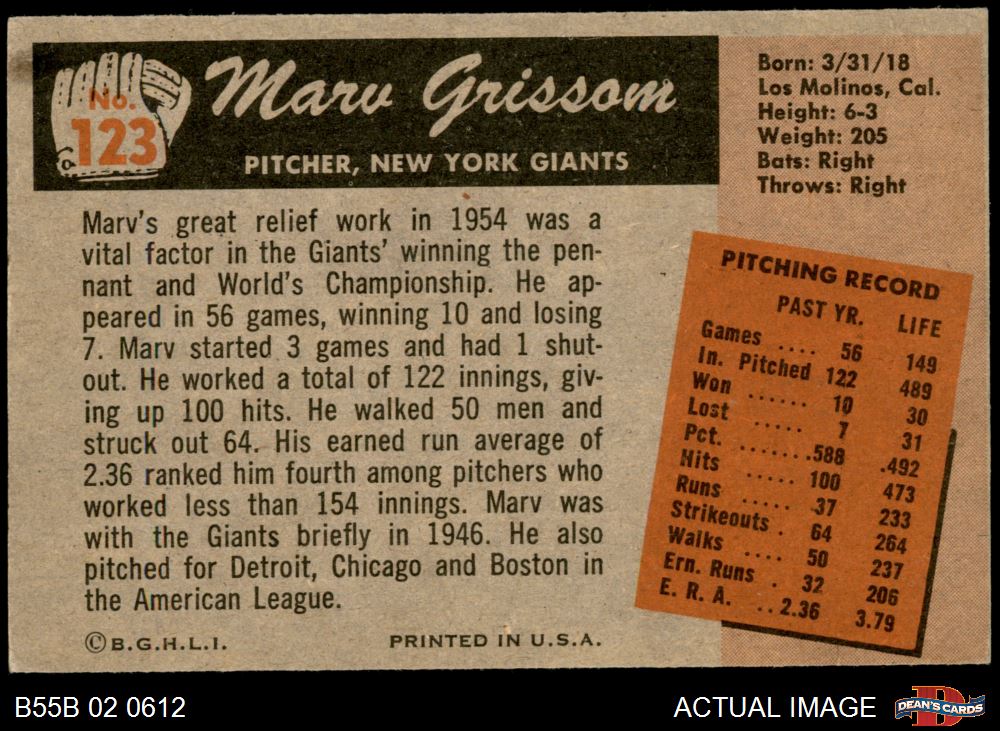 No.
123
Marv Grissom
PITCHER, NEW YORK GIANTS
Born: 3/31/18
Los Molinos, Cal.
Height: 6-3
Weight: 205
Bats: Right
Throws: Right
Marv's great relief work in 1954 was a
vital factor in the Giants' winning the pen-
nant and World's Championship. He ap-
peared in 56 games, winning 10 and losing
7. Marv started 3 games and had 1 shut-
out. He worked a total of 122 innings, giv-
ing up 100 hits. He walked 50 men and
struck out 64. His earned run average of
2.36 ranked him fourth among pitchers who
worked less than 154 innings. Marv was
with the Giants briefly in 1946. He also
pitched for Detroit, Chicago and Boston in
the American League.
©B.G.H.L.I. PRINTED IN U.S.A.
PITCHING RECORD
PAST YR. LIFE
Games .... 56 149
In. Pitched 122 489
Won ...... 10 30
Lost ..... 7 31
Pct. .......588 .492
Hits ..... 100 473
Runs ..... 37 233
Strikeouts . 64 264
Walks .... 50 237
Ern. Runs . 32 206
E. R. A. ..2.36 3.79
B55B 02 0612 ACTUAL IMAGE
DEAN'S CARDS